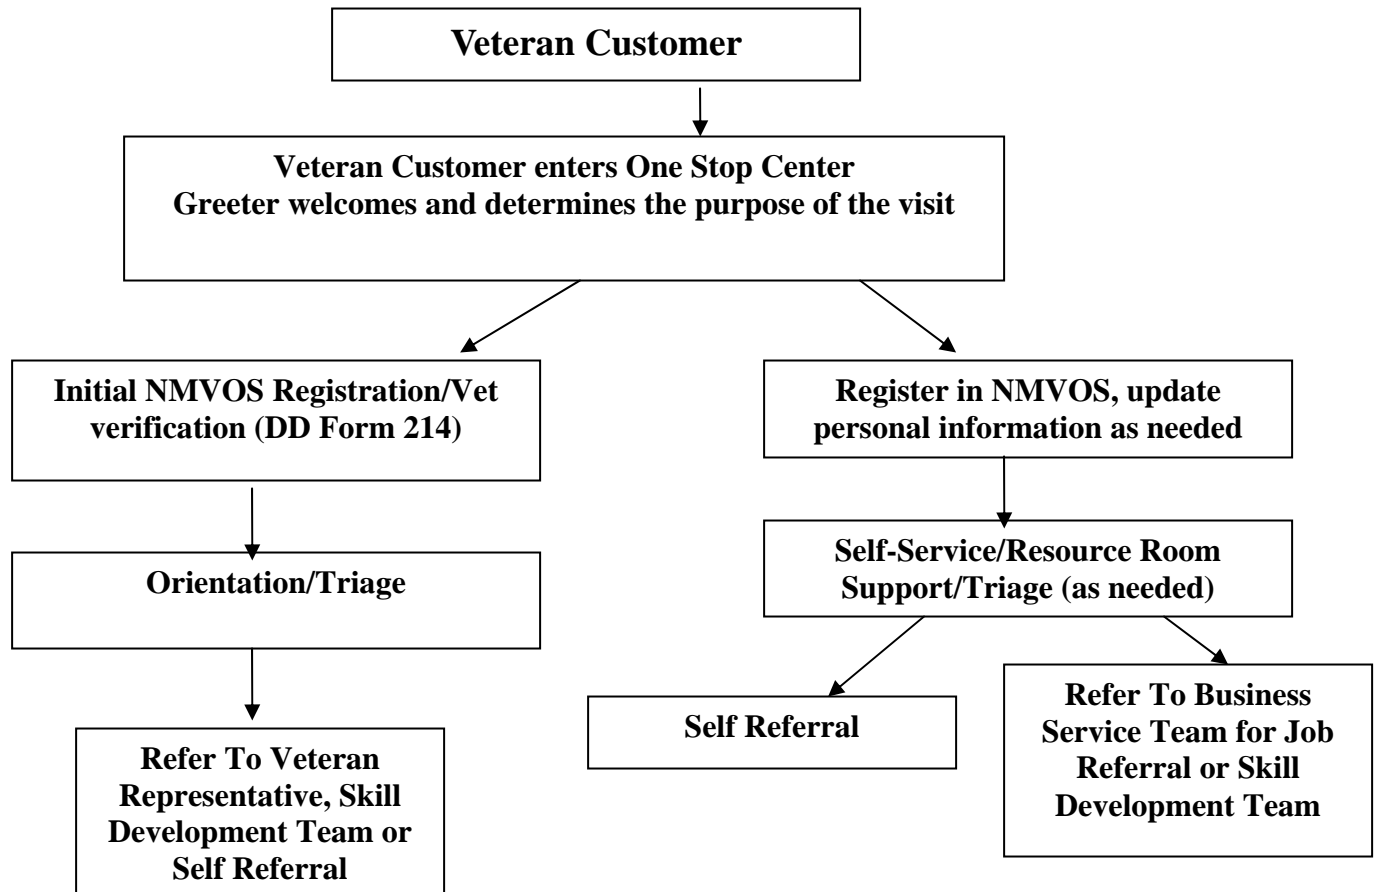 Veteran Customer
Veteran Customer enters One Stop Center
Greeter welcomes and determines the purpose of the visit
Initial NMVOS Registration/Vet
verification (DD Form 214)
Register in NMVOS, update
personal information as needed
Orientation/Triage
Self-Service/Resource Room
Support/Triage (as needed)
Refer To Veteran
Representative, Skill
Development Team or
Self Referral
Self Referral
Refer To Business
Service Team for Job
Referral or Skill
Development Team